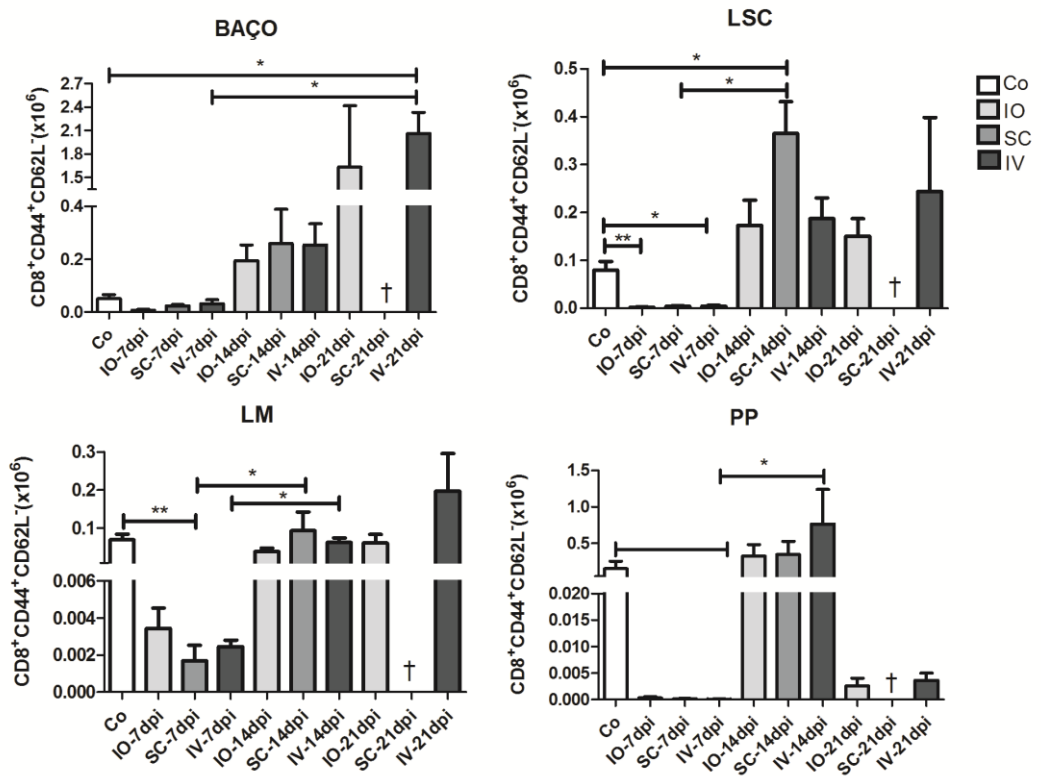 BAÇO
CD8+CD44+CD62L-(x10^6)
2.7
2.4
2.1
1.8
1.5
0.4
0.2
0.0
*
*
†
Co
IO-7dpi
SC-7dpi
IV-7dpi
IO-14dpi
SC-14dpi
IV-14dpi
IO-21dpi
SC-21dpi
IV-21dpi
LSC
CD8+CD44+CD62L-(x10^6)
0.5
0.4
0.3
0.2
0.1
0.0
*
*
*
**
†
Co
IO-7dpi
SC-7dpi
IV-7dpi
IO-14dpi
SC-14dpi
IV-14dpi
IO-21dpi
SC-21dpi
IV-21dpi
Co
IO
SC
IV
LM
CD8+CD44+CD62L-(x10^6)
0.3
0.2
0.1
0.006
0.004
0.002
0.000
*
*
**
†
Co
IO-7dpi
SC-7dpi
IV-7dpi
IO-14dpi
SC-14dpi
IV-14dpi
IO-21dpi
SC-21dpi
IV-21dpi
PP
CD8+CD44+CD62L-(x10^6)
1.5
1.0
0.5
0.020
0.015
0.010
0.005
0.000
*
†
Co
IO-7dpi
SC-7dpi
IV-7dpi
IO-14dpi
SC-14dpi
IV-14dpi
IO-21dpi
SC-21dpi
IV-21dpi